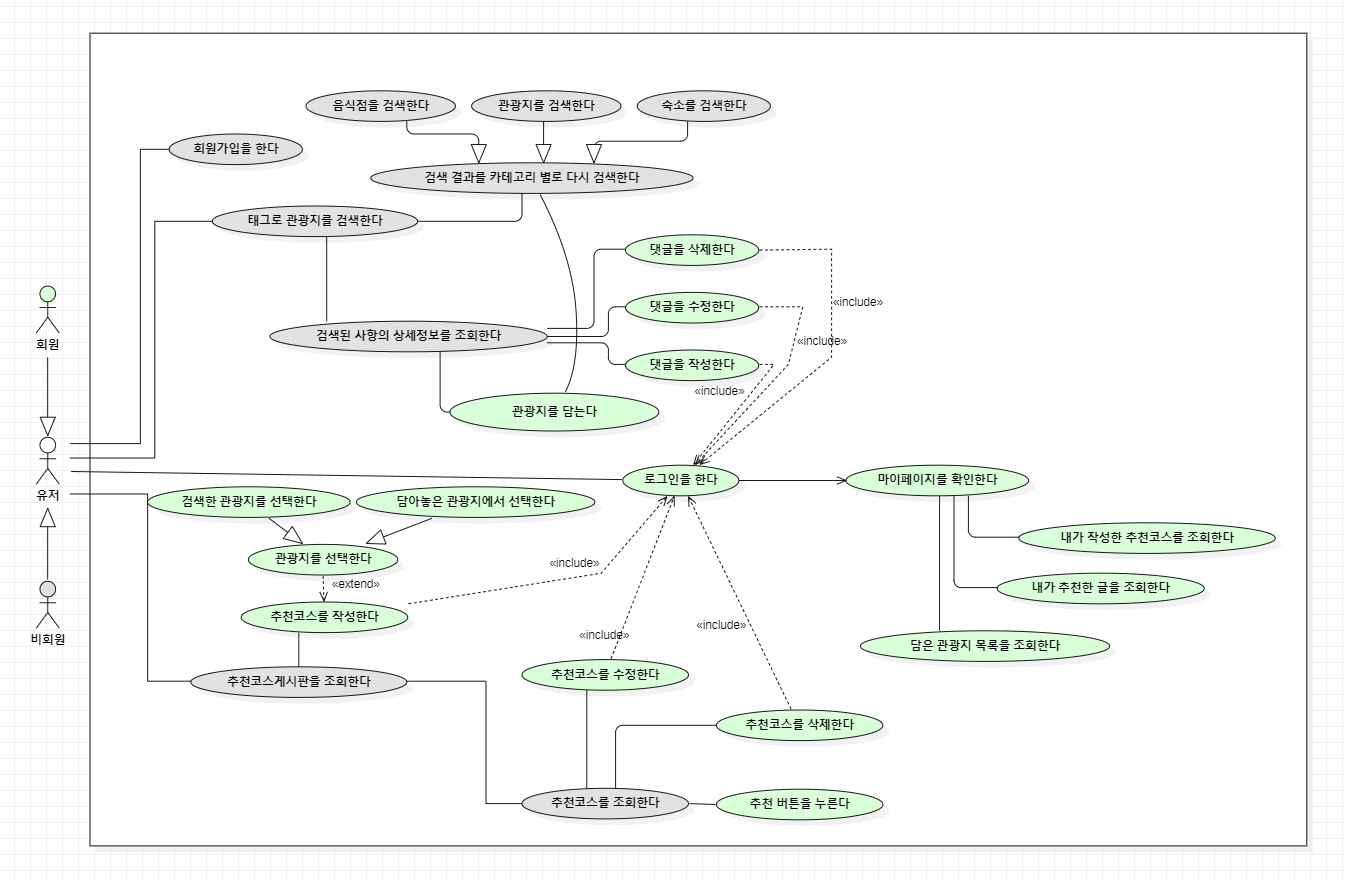 음식점을 검색한다
관광지를 검색한다
숙소를 검색한다
회원가입을 한다
검색 결과를 카테고리 별로 다시 검색한다
태그로 관광지를 검색한다
댓글을 삭제한다
«include»
댓글을 수정한다
회원
검색된 사항의 상세정보를 조회한다
«include»
댓글을 작성한다
«include»
관광지를 담는다
유저
로그인을 한다
마이페이지를 확인한다
검색한 관광지를 선택한다
담아놓은 관광지에서 선택한다
내가 작성한 추천코스를 조회한다
관광지를 선택한다
«include»
«extend»
내가 추천한 글을 조회한다
추천코스를 작성한다
비회원
«include»
«include»
담은 관광지 목록을 조회한다
추천코스게시판을 조회한다
추천코스를 수정한다
추천코스를 삭제한다
추천코스를 조회한다
추천 버튼을 누른다